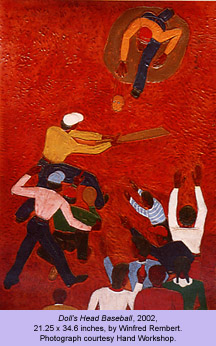 Doll's Head Baseball, 2002,
21.25 x 34.6 inches, by Winfred Rembert.
Photograph courtesy Hand Workshop.